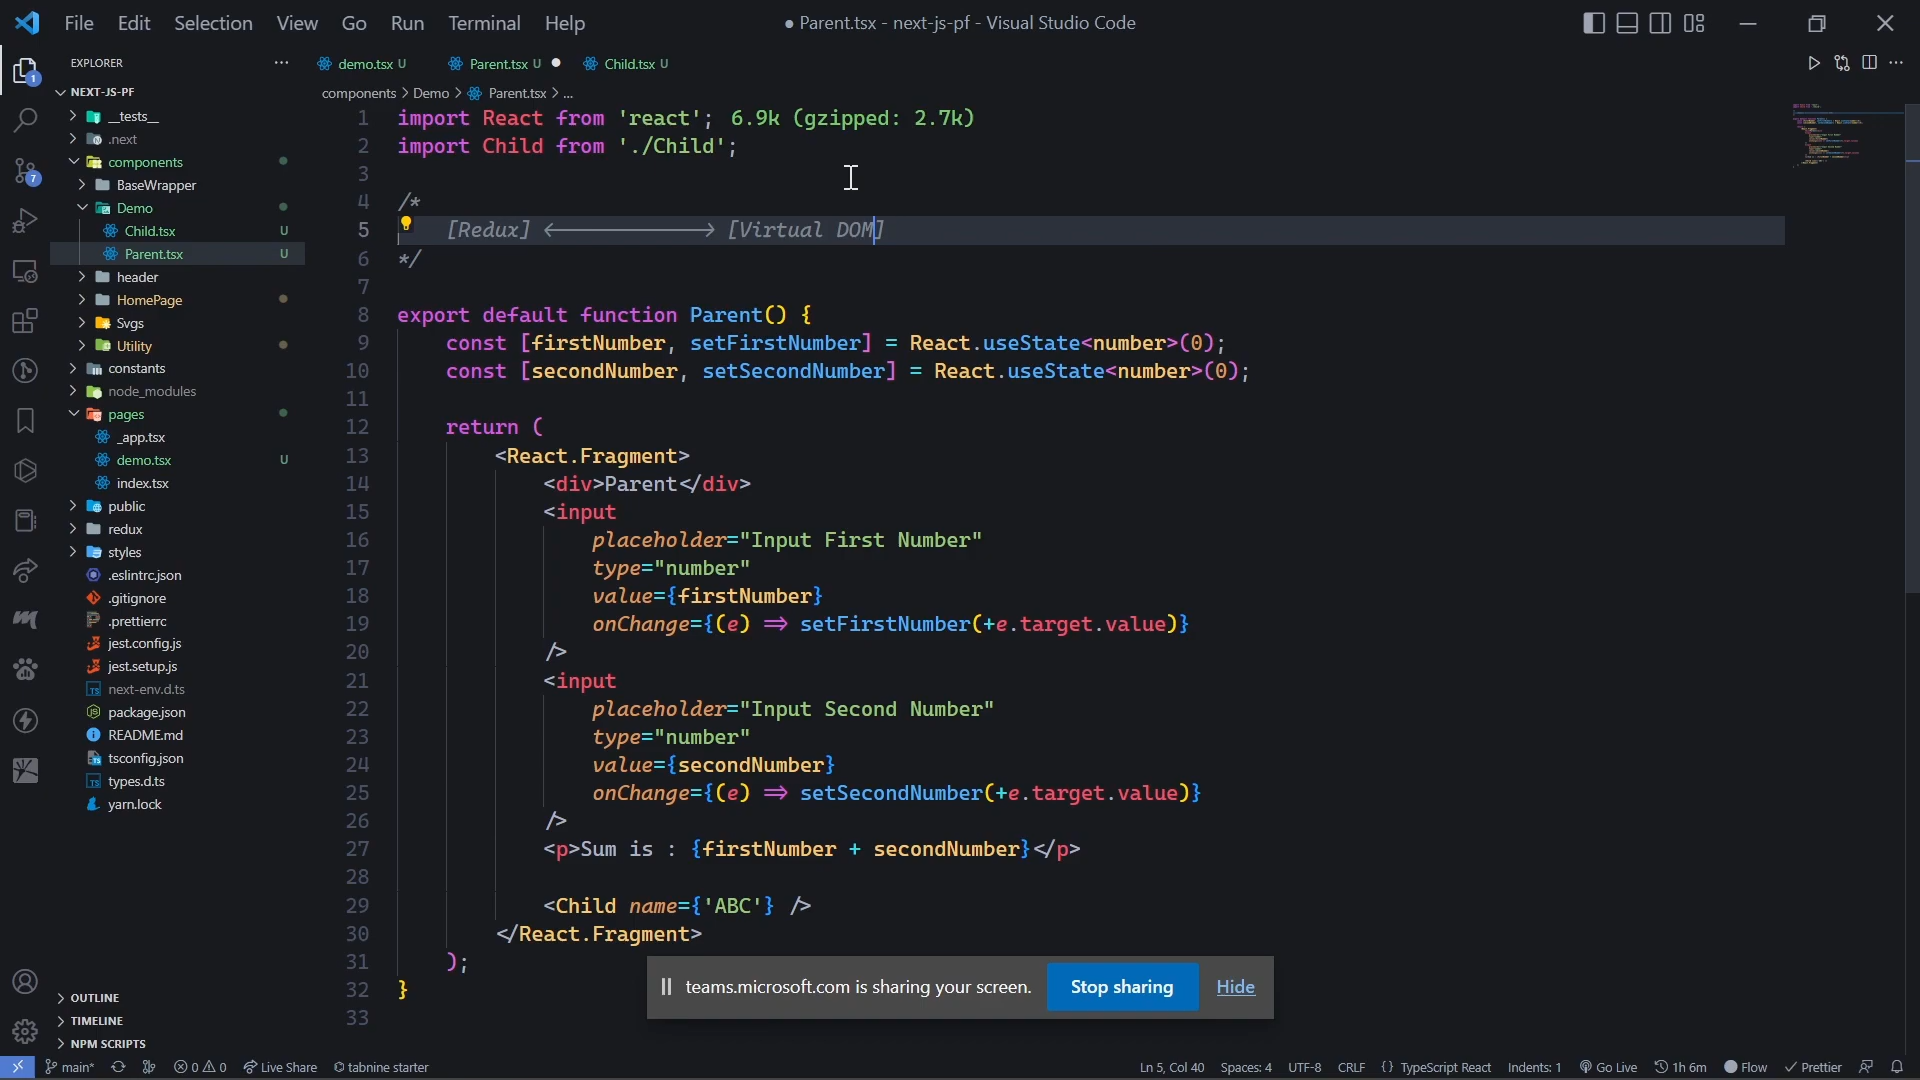 File Edit Selection View Go Run Terminal Help
● Parent.tsx - next-js-pf - Visual Studio Code
EXPLORER
demo.tsx U
Parent.tsx U
Child.tsx U
NEXT-JS-PF
components > Demo > Parent.tsx > ...
__tests__
.next
components
BaseWrapper
Demo
Child.tsx U
Parent.tsx U
header
HomePage
Svgs
Utility
constants
node_modules
pages
_app.tsx
demo.tsx U
index.tsx
public
redux
styles
.eslintrc.json
.gitignore
.prettierrc
jest.config.js
jest.setup.js
next-env.d.ts
package.json
README.md
tsconfig.json
types.d.ts
yarn.lock
OUTLINE
TIMELINE
NPM SCRIPTS
1
7
1 import React from 'react'; 6.9k (gzipped: 2.7k)
2 import Child from './Child';
3
4 /*
5 [Redux] <-----------> [Virtual DOM]
6 */
7
8 export default function Parent() {
9 const [firstNumber, setFirstNumber] = React.useState<number>(0);
10 const [secondNumber, setSecondNumber] = React.useState<number>(0);
11
12 return (
13 <React.Fragment>
14 <div>Parent</div>
15 <input
16 placeholder="Input First Number"
17 type="number"
18 value={firstNumber}
19 onChange={(e) => setFirstNumber(+e.target.value)}
20 />
21 <input
22 placeholder="Input Second Number"
23 type="number"
24 value={secondNumber}
25 onChange={(e) => setSecondNumber(+e.target.value)}
26 />
27 <p>Sum is : {firstNumber + secondNumber}</p>
28
29 <Child name={'ABC'} />
30 </React.Fragment>
31 );
32 }
33
teams.microsoft.com is sharing your screen. Stop sharing Hide
main* 0 0 Live Share tabnine starter
Ln 5, Col 40 Spaces: 4 UTF-8 CRLF { } TypeScript React Indents: 1 Go Live 1h 6m Flow Prettier